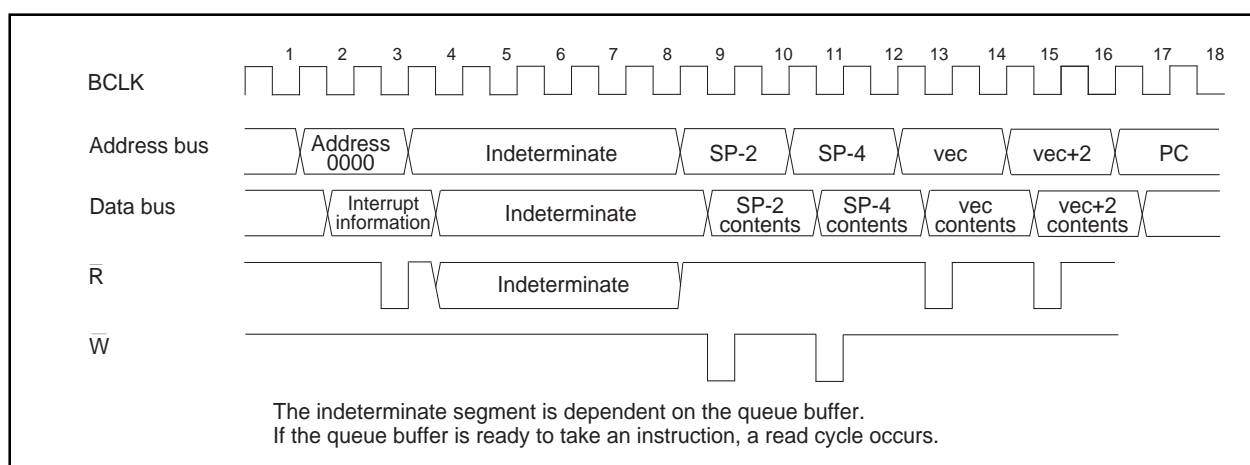 1 2 3 4 5 6 7 8 9 10 11 12 13 14 15 16 17 18
BCLK
Address bus
Address
0000
Indeterminate
SP-2
SP-4
vec
vec+2
PC
Data bus
Interrupt
information
Indeterminate
SP-2
contents
SP-4
contents
vec
contents
vec+2
contents
R̅
Indeterminate
W̅
The indeterminate segment is dependent on the queue buffer.
If the queue buffer is ready to take an instruction, a read cycle occurs.